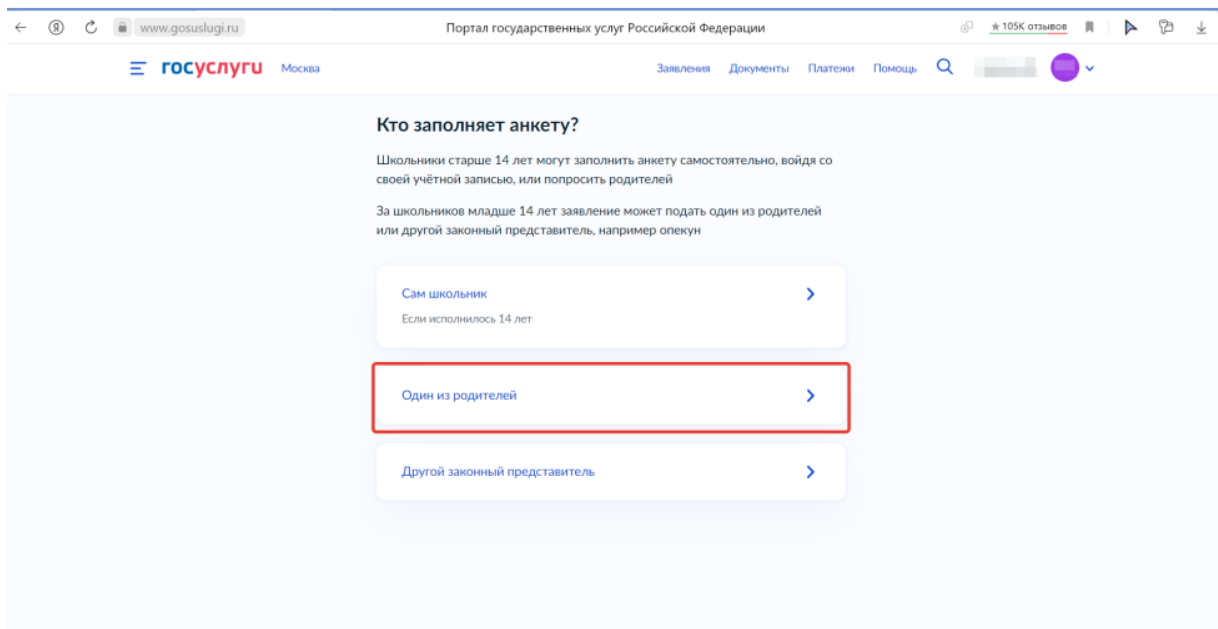 www.gosuslugi.ru Портал государственных услуг Российской Федерации ★ 105K отзывов
госуслуги Москва Заявления Документы Платежи Помощь
Кто заполняет анкету?
Школьники старше 14 лет могут заполнить анкету самостоятельно, войдя со
своей учётной записью, или попросить родителей
За школьников младше 14 лет заявление может подать один из родителей
или другой законный представитель, например опекун
Сам школьник
Если исполнилось 14 лет
Один из родителей
Другой законный представитель